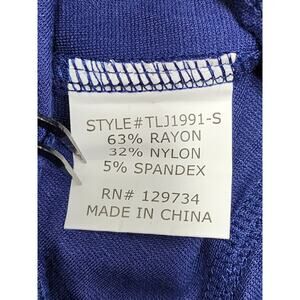 STYLE#TLJ1991-S
63% RAYON
32% NYLON
5% SPANDEX
RN# 129734
MADE IN CHINA